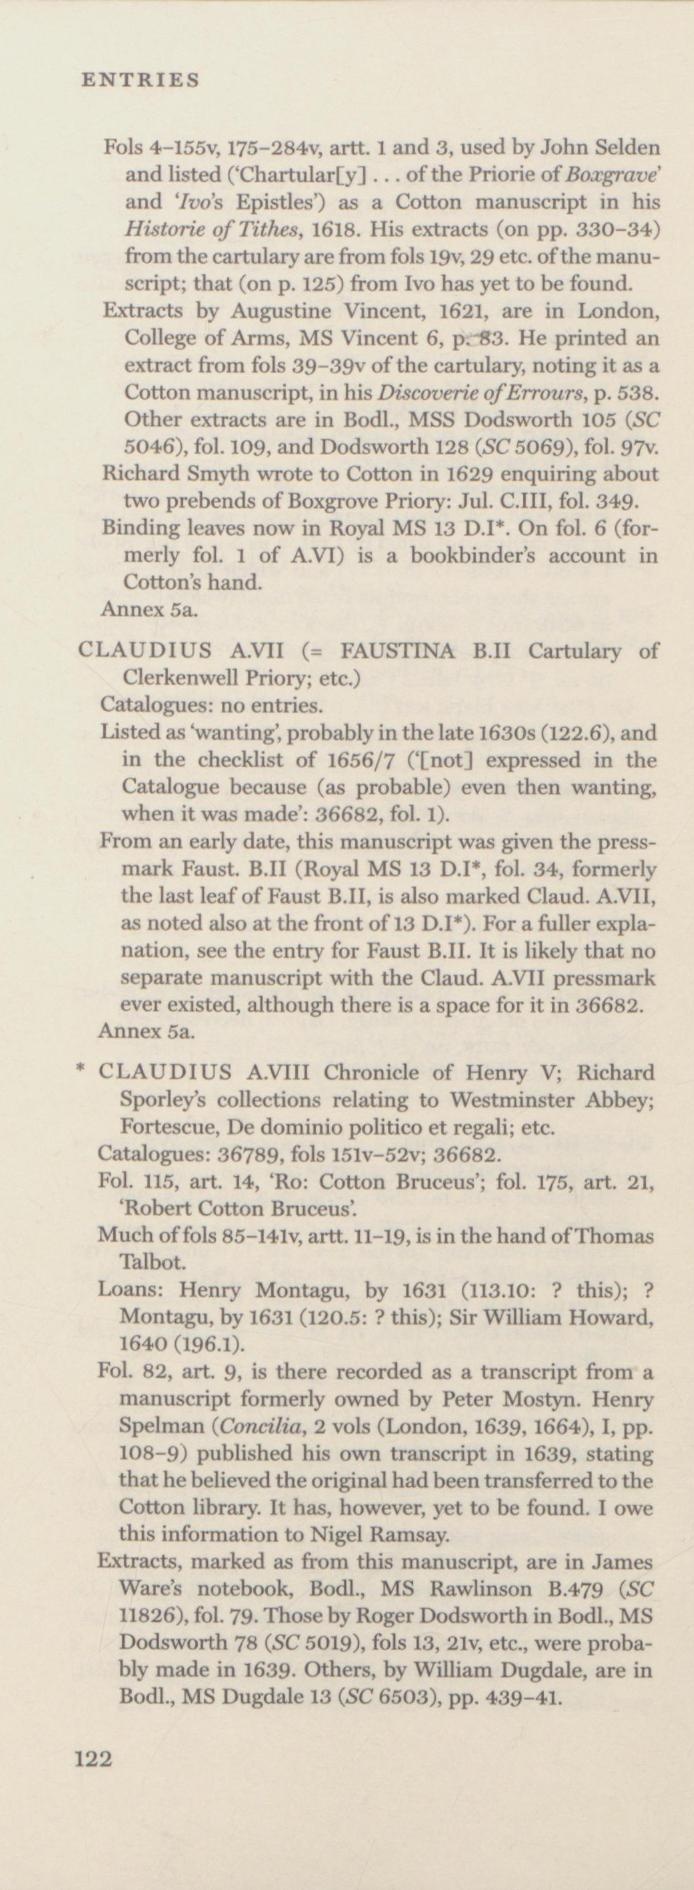 ENTRIES
Fols 4–155v, 175–284v, artt. 1 and 3, used by John Selden
and listed (‘Chartular[y] . . . of the Priorie of Boxgrave’
and ‘Ivo’s Epistles’) as a Cotton manuscript in his
Historie of Tithes, 1618. His extracts (on pp. 330–34)
from the cartulary are from fols 19v, 29 etc. of the manu-
script; that (on p. 125) from Ivo has yet to be found.
Extracts by Augustine Vincent, 1621, are in London,
College of Arms, MS Vincent 6, p. 83. He printed an
extract from fols 39–39v of the cartulary, noting it as a
Cotton manuscript, in his Discoverie of Errours, p. 538.
Other extracts are in Bodl., MSS Dodsworth 105 (SC
5046), fol. 109, and Dodsworth 128 (SC 5069), fol. 97v.
Richard Smyth wrote to Cotton in 1629 enquiring about
two prebends of Boxgrove Priory: Jul. C.III, fol. 349.
Binding leaves now in Royal MS 13 D.I*. On fol. 6 (for-
merly fol. 1 of A.VI) is a bookbinder’s account in
Cotton’s hand.
Annex 5a.
CLAUDIUS A.VII (= FAUSTINA B.II Cartulary of
Clerkenwell Priory; etc.)
Catalogues: no entries.
Listed as ‘wanting’, probably in the late 1630s (122.6), and
in the checklist of 1656/7 (‘[not] expressed in the
Catalogue because (as probable) even then wanting,
when it was made’: 36682, fol. 1).
From an early date, this manuscript was given the press-
mark Faust. B.II (Royal MS 13 D.I*, fol. 34, formerly
the last leaf of Faust B.II, is also marked Claud. A.VII,
as noted also at the front of 13 D.I*). For a fuller expla-
nation, see the entry for Faust B.II. It is likely that no
separate manuscript with the Claud. A.VII pressmark
ever existed, although there is a space for it in 36682.
Annex 5a.
* CLAUDIUS A.VIII Chronicle of Henry V; Richard
Sporley’s collections relating to Westminster Abbey;
Fortescue, De dominio politico et regali; etc.
Catalogues: 36789, fols 151v–52v; 36682.
Fol. 115, art. 14, ‘Ro: Cotton Bruceus’; fol. 175, art. 21,
‘Robert Cotton Bruceus’.
Much of fols 85–141v, artt. 11–19, is in the hand of Thomas
Talbot.
Loans: Henry Montagu, by 1631 (113.10: ? this); ?
Montagu, by 1631 (120.5: ? this); Sir William Howard,
1640 (196.1).
Fol. 82, art. 9, is there recorded as a transcript from a
manuscript formerly owned by Peter Mostyn. Henry
Spelman (Concilia, 2 vols (London, 1639, 1664), I, pp.
108–9) published his own transcript in 1639, stating
that he believed the original had been transferred to the
Cotton library. It has, however, yet to be found. I owe
this information to Nigel Ramsay.
Extracts, marked as from this manuscript, are in James
Ware’s notebook, Bodl., MS Rawlinson B.479 (SC
11826), fol. 79. Those by Roger Dodsworth in Bodl., MS
Dodsworth 78 (SC 5019), fols 13, 21v, etc., were proba-
bly made in 1639. Others, by William Dugdale, are in
Bodl., MS Dugdale 13 (SC 6503), pp. 439–41.
122